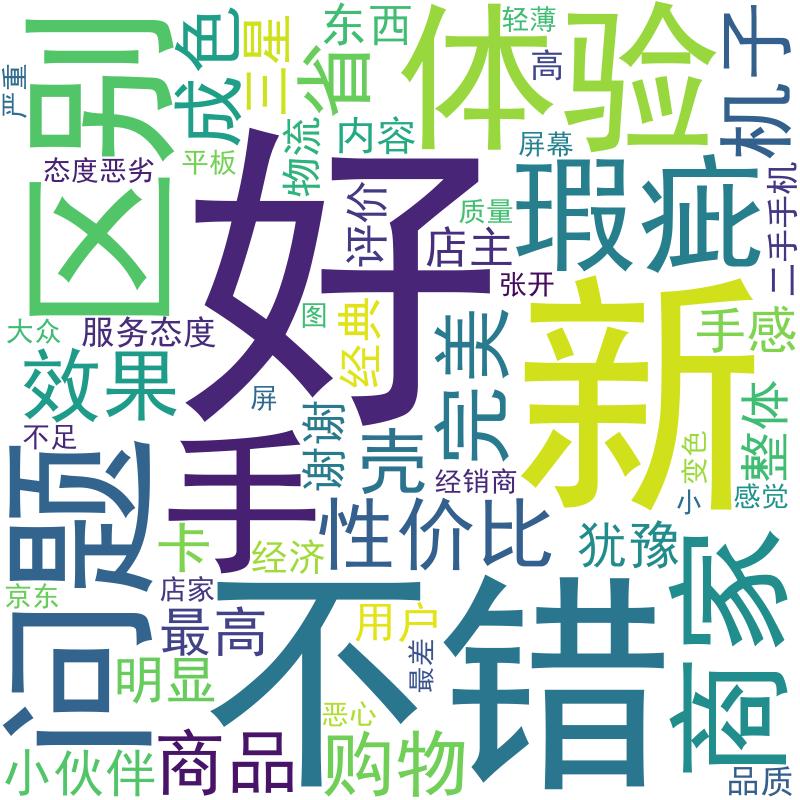 区别
成色
三星
东西
省
体验
轻薄
高
机子
严重
态度恶劣
平板
物流
内容
屏幕
好
评价
店主
质量
瑕疵
二手手机
张开
新
手感
大众
服务态度
图
经典
完美
效果
屏
不足
谢谢
壳
经销商
变色
整体
小
感觉
问题
手
性价比
犹豫
卡
经济
商家
京东
店家
最高
不错
用户
最差
明显
恶心
小伙伴
商品
购物
品质